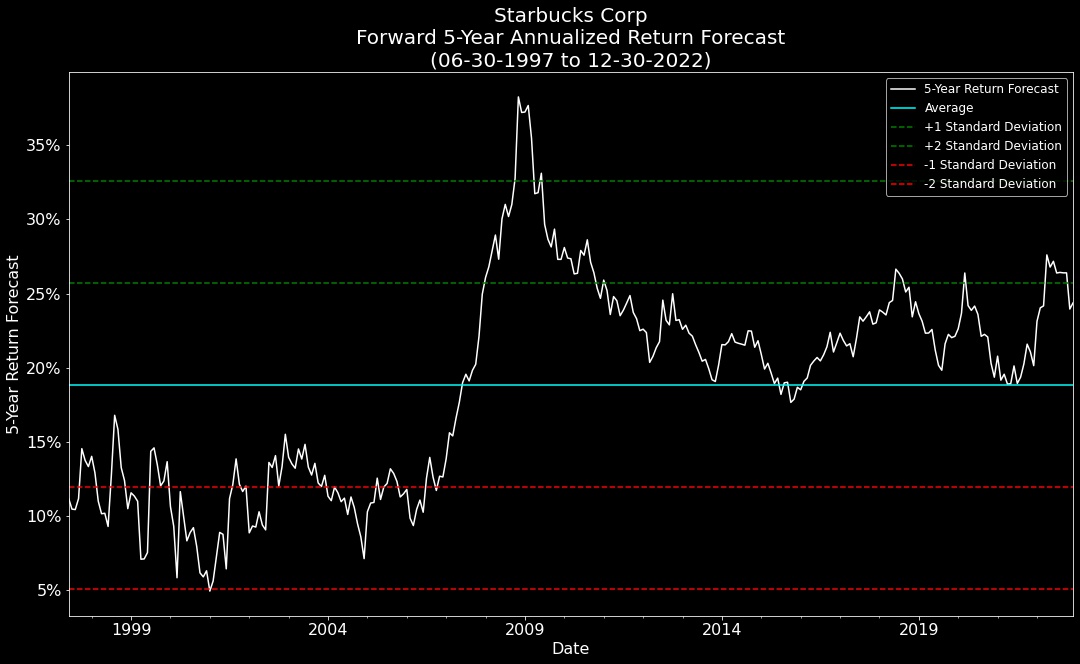 Starbucks Corp
Forward 5-Year Annualized Return Forecast
(06-30-1997 to 12-30-2022)
5-Year Return Forecast
Average
+1 Standard Deviation
+2 Standard Deviation
-1 Standard Deviation
-2 Standard Deviation
5-Year Return Forecast
35%
30%
25%
20%
15%
10%
5%
1999
2004
2009
2014
2019
Date